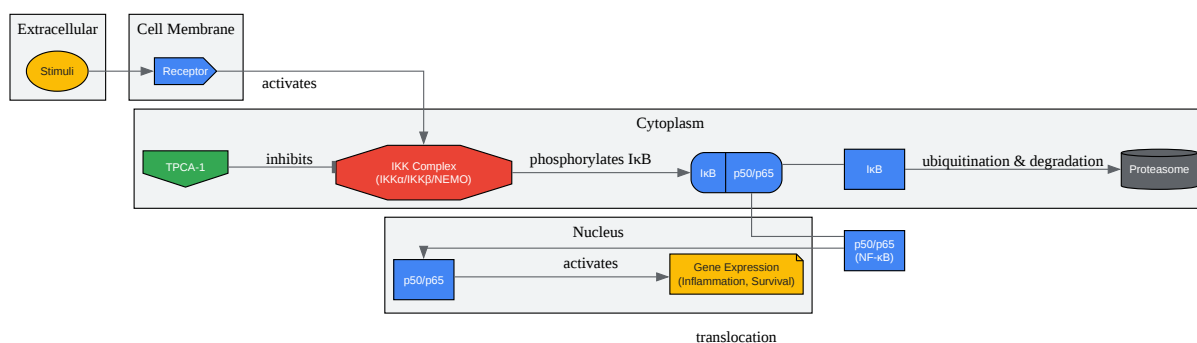 Extracellular
Cell Membrane
Stimuli
Receptor
activates
Cytoplasm
TPCA-1
inhibits
IKK Complex
(IKKα/IKKβ/NEMO)
phosphorylates IκB
IκB
p50/p65
IκB
ubiquitination & degradation
Proteasome
Nucleus
p50/p65
(NF-κB)
p50/p65
activates
Gene Expression
(Inflammation, Survival)
translocation